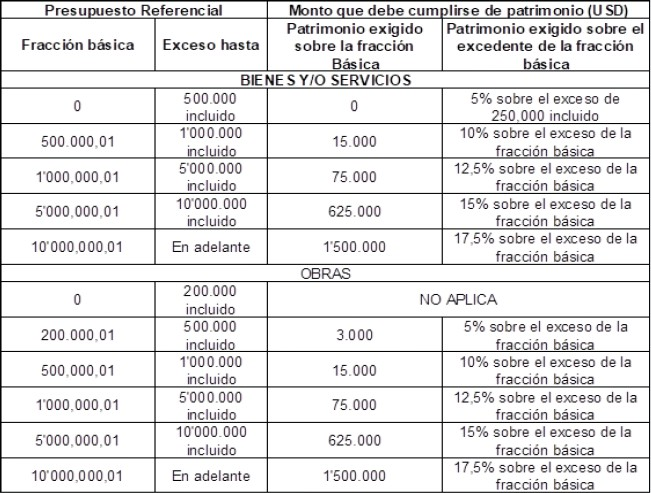 Presupuesto Referencial Monto que debe cumplirse de patrimonio (USD)
Fracción básica Exceso hasta Patrimonio exigido sobre la fracción Básica Patrimonio exigido sobre el excedente de la fracción básica
BIENES Y/O SERVICIOS
0 500.000 incluido 0 5% sobre el exceso de 250,000 incluido
500.000,01 1'000.000 incluido 15.000 10% sobre el exceso de la fracción básica
1'000,000,01 5'000.000 incluido 75.000 12,5% sobre el exceso de la fracción básica
5'000,000,01 10'000.000 incluido 625.000 15% sobre el exceso de la fracción básica
10'000,000,01 En adelante 1'500.000 17,5% sobre el exceso de la fracción básica
OBRAS
0 200.000 incluido NO APLICA
200.000,01 500.000 incluido 3.000 5% sobre el exceso de la fracción básica
500,000,01 1'000.000 incluido 15.000 10% sobre el exceso de la fracción básica
1'000,000,01 5'000.000 incluido 75.000 12,5% sobre el exceso de la fracción básica
5'000,000,01 10'000.000 incluido 625.000 15% sobre el exceso de la fracción básica
10'000,000,01 En adelante 1'500.000 17,5% sobre el exceso de la fracción básica